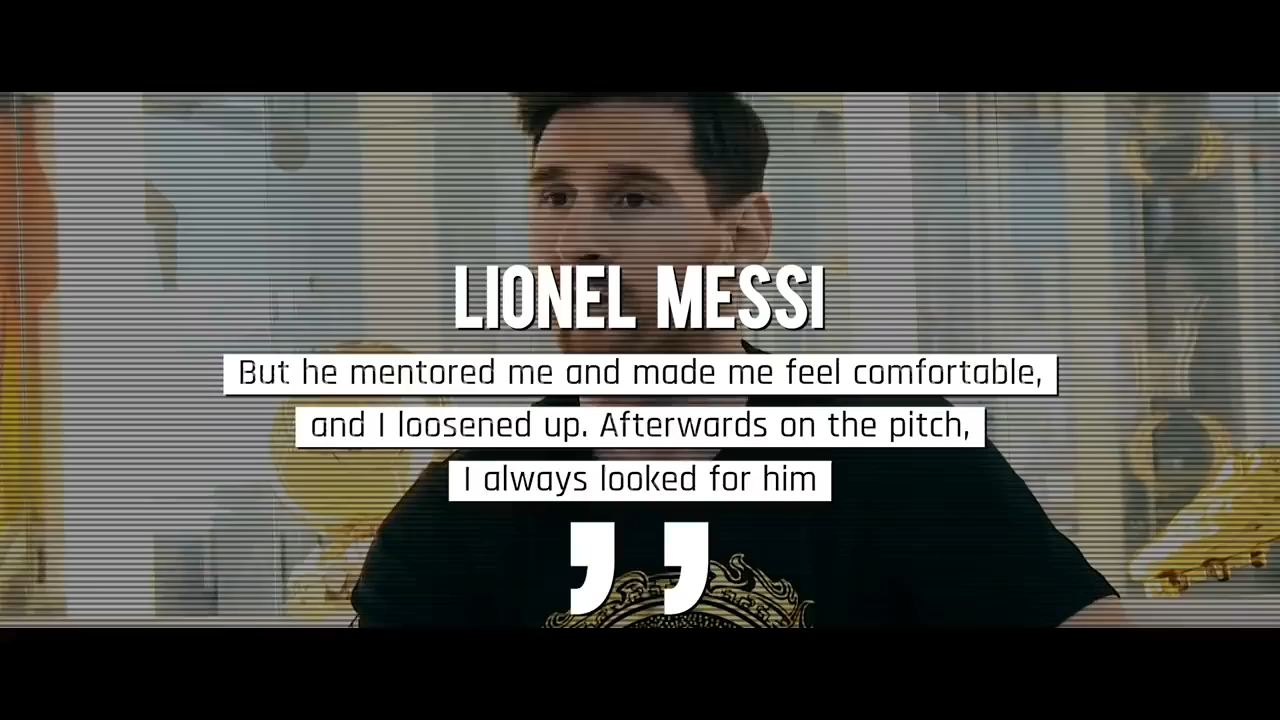 LIONEL MESSI
But he mentored me and made me feel comfortable,
and I loosened up. Afterwards on the pitch,
I always looked for him
”